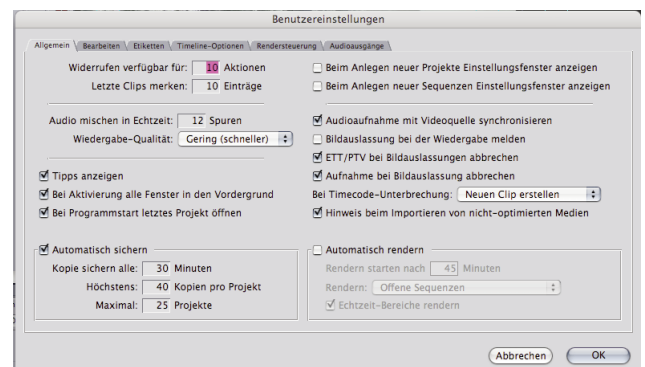 Benutzereinstellungen
Allgemein Bearbeiten Etiketten Timeline-Optionen Rendersteuerung Audioausgänge
Widerrufen verfügbar für: 10 Aktionen
Letzte Clips merken: 10 Einträge
Audio mischen in Echtzeit: 12 Spuren
Wiedergabe-Qualität: Gering (schneller)
Tipps anzeigen
Bei Aktivierung alle Fenster in den Vordergrund
Bei Programmstart letztes Projekt öffnen
Beim Anlegen neuer Projekte Einstellungsfenster anzeigen
Beim Anlegen neuer Sequenzen Einstellungsfenster anzeigen
Audioaufnahme mit Videoquelle synchronisieren
Bildauslassung bei der Wiedergabe melden
ETT/PTV bei Bildauslassungen abbrechen
Aufnahme bei Bildauslassung abbrechen
Bei Timecode-Unterbrechung: Neuen Clip erstellen
Hinweis beim Importieren von nicht-optimierten Medien
Automatisch sichern
Kopie sichern alle: 30 Minuten
Höchstens: 40 Kopien pro Projekt
Maximal: 25 Projekte
Automatisch rendern
Rendern starten nach 45 Minuten
Rendern: Offene Sequenzen
Echtzeit-Bereiche rendern
Abbrechen OK